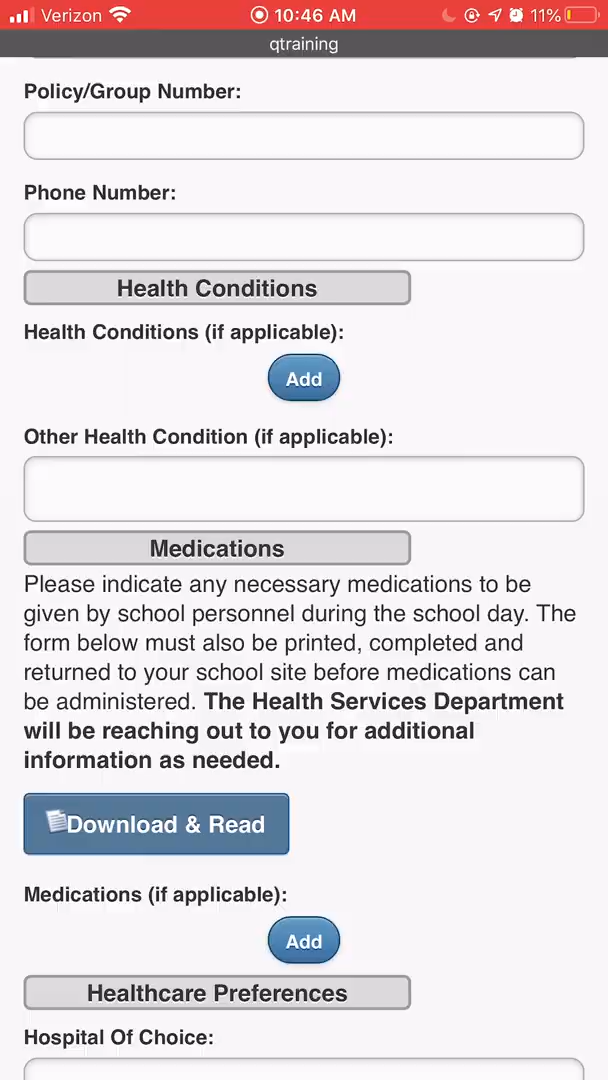 Verizon 10:46 AM 11%
qtraining
Policy/Group Number:
Phone Number:
Health Conditions
Health Conditions (if applicable):
Add
Other Health Condition (if applicable):
Medications
Please indicate any necessary medications to be
given by school personnel during the school day. The
form below must also be printed, completed and
returned to your school site before medications can
be administered. The Health Services Department
will be reaching out to you for additional
information as needed.
Download & Read
Medications (if applicable):
Add
Healthcare Preferences
Hospital Of Choice: